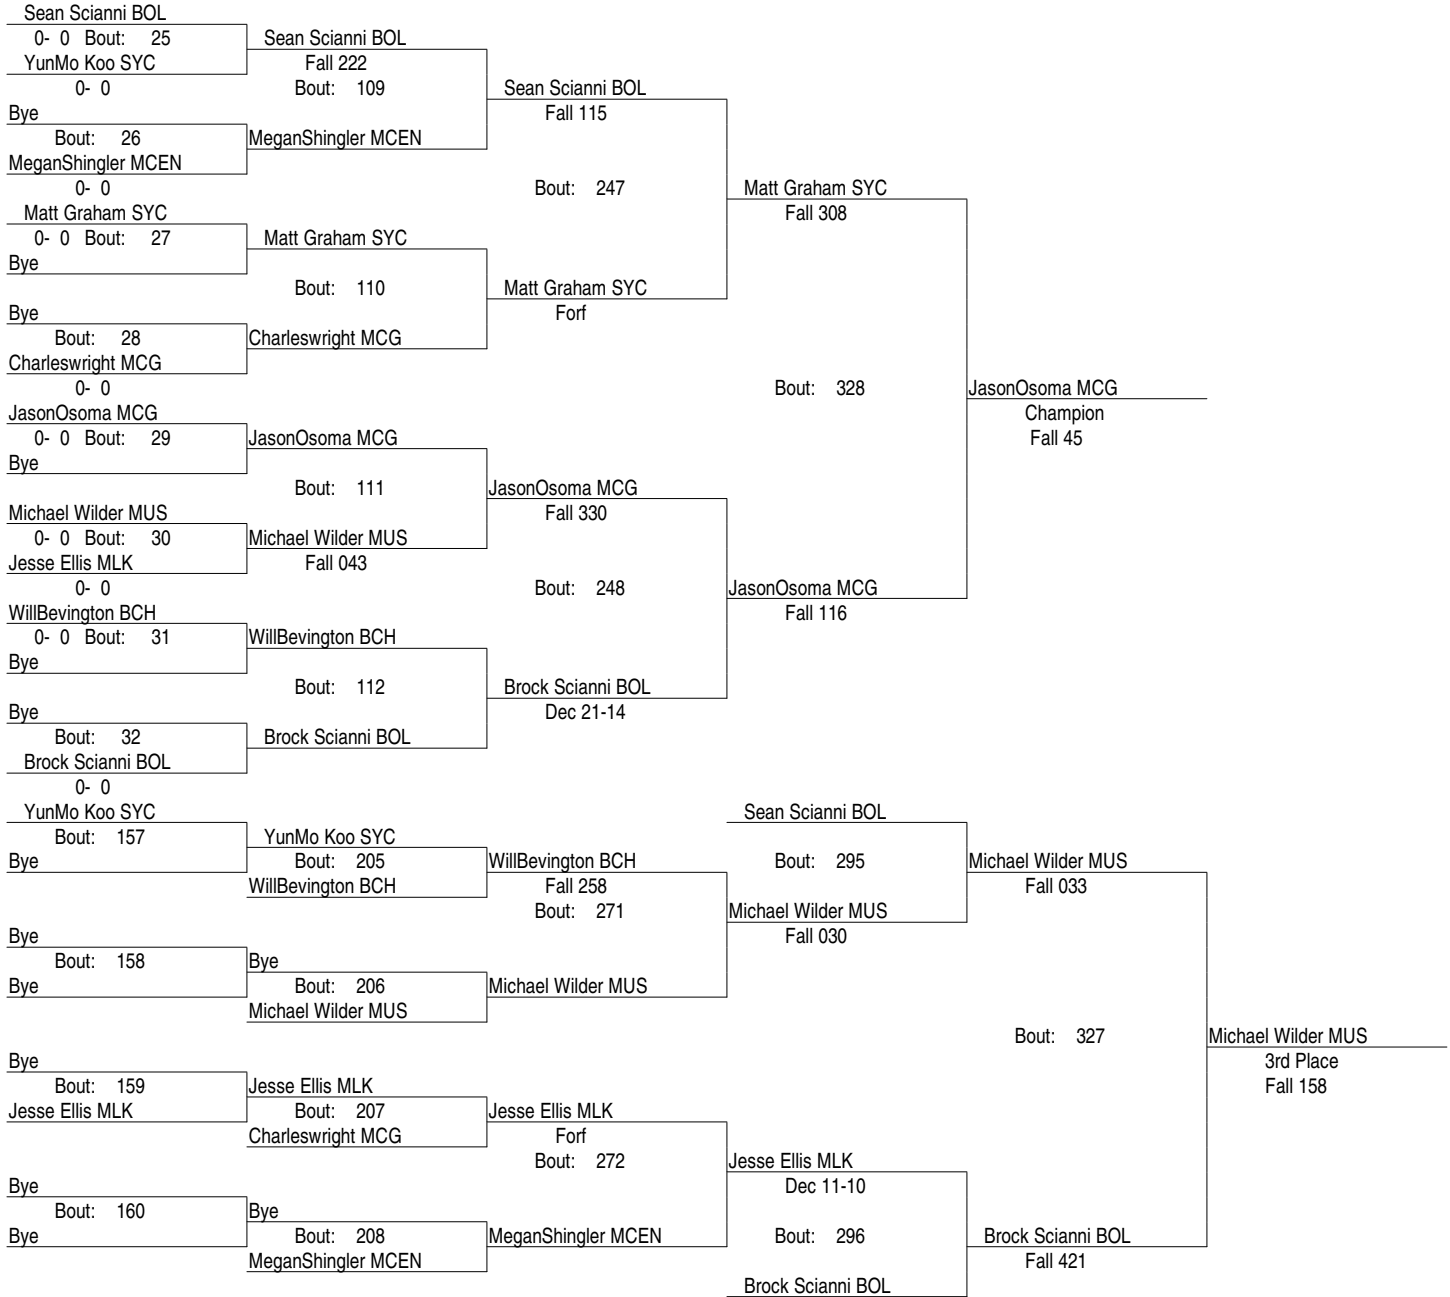 Sean Scianni BOL
0- 0 Bout: 25 Sean Scianni BOL
YunMo Koo SYC Fall 222
0- 0 Bout: 109 Sean Scianni BOL
Bye Fall 115
Bout: 26 MeganShingler MCEN
MeganShingler MCEN
0- 0 Bout: 247 Matt Graham SYC
Matt Graham SYC Fall 308
0- 0 Bout: 27 Matt Graham SYC
Bye
Bout: 110 Matt Graham SYC
Bye Forf
Bout: 28 Charleswright MCG
Charleswright MCG
0- 0 Bout: 328 JasonOsoma MCG
JasonOsoma MCG Champion
0- 0 Bout: 29 JasonOsoma MCG Fall 45
Bye
Bout: 111 JasonOsoma MCG
Michael Wilder MUS Fall 330
0- 0 Bout: 30 Michael Wilder MUS
Jesse Ellis MLK Fall 043
0- 0 Bout: 248 JasonOsoma MCG
WillBevington BCH Fall 116
0- 0 Bout: 31 WillBevington BCH
Bye
Bout: 112 Brock Scianni BOL
Bye Dec 21-14
Bout: 32 Brock Scianni BOL
Brock Scianni BOL
0- 0
YunMo Koo SYC Sean Scianni BOL
Bout: 157 YunMo Koo SYC
Bye Bout: 205 WillBevington BCH Bout: 295 Michael Wilder MUS
WillBevington BCH Fall 258 Fall 033
Bout: 271 Michael Wilder MUS
Bye Fall 030
Bout: 158 Bye
Bye Bout: 206 Michael Wilder MUS
Michael Wilder MUS
Bout: 327 Michael Wilder MUS
Bye 3rd Place
Bout: 159 Jesse Ellis MLK Fall 158
Jesse Ellis MLK Bout: 207 Jesse Ellis MLK
Charleswright MCG Forf
Bout: 272 Jesse Ellis MLK
Bye Dec 11-10
Bout: 160 Bye
Bye Bout: 208 MeganShingler MCEN Bout: 296 Brock Scianni BOL
MeganShingler MCEN Fall 421
Brock Scianni BOL